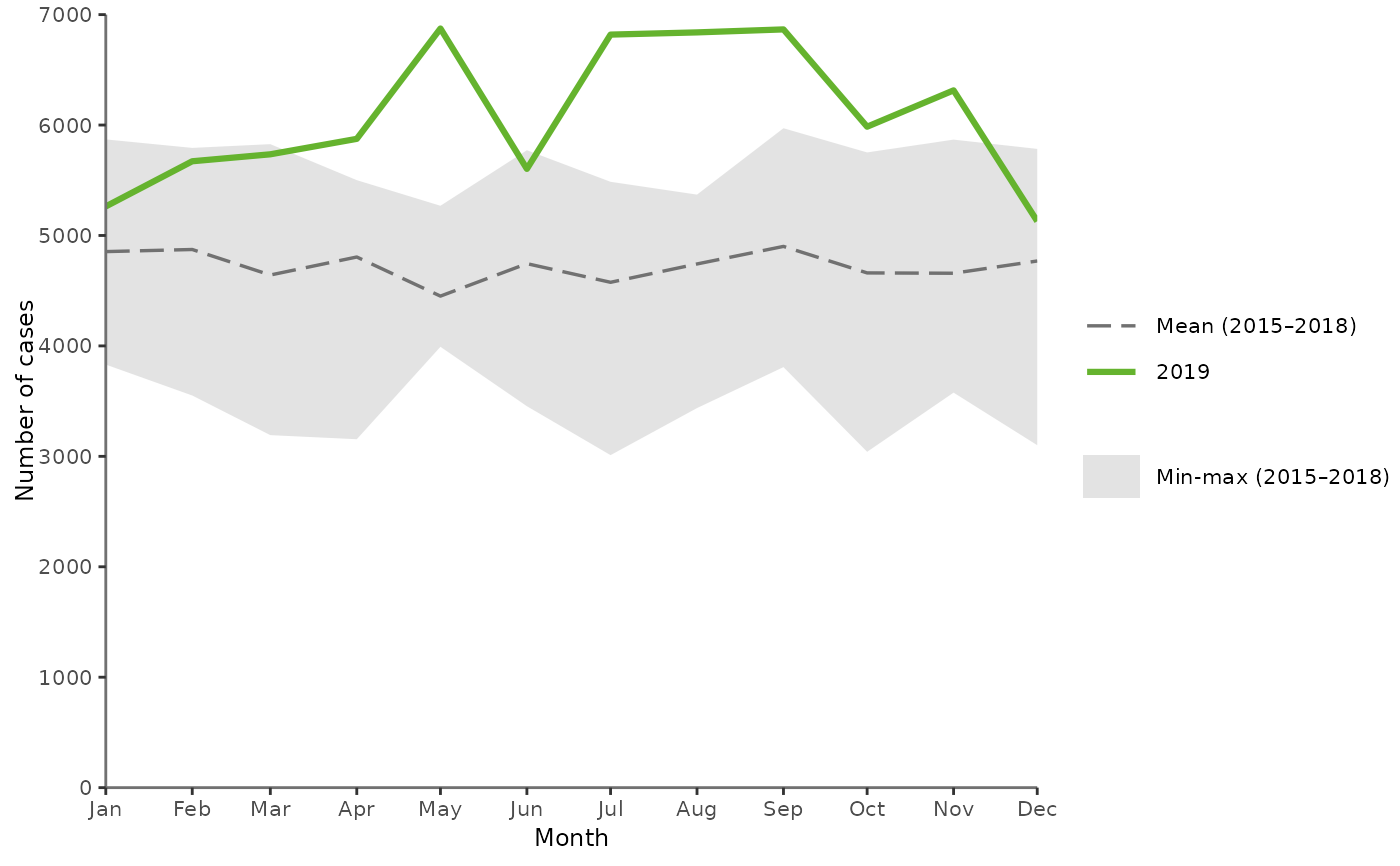 7000
6000
5000
4000
3000
2000
1000
0
Number of cases
Jan Feb Mar Apr May Jun Jul Aug Sep Oct Nov Dec
Month
Mean (2015–2018)
2019
Min-max (2015–2018)